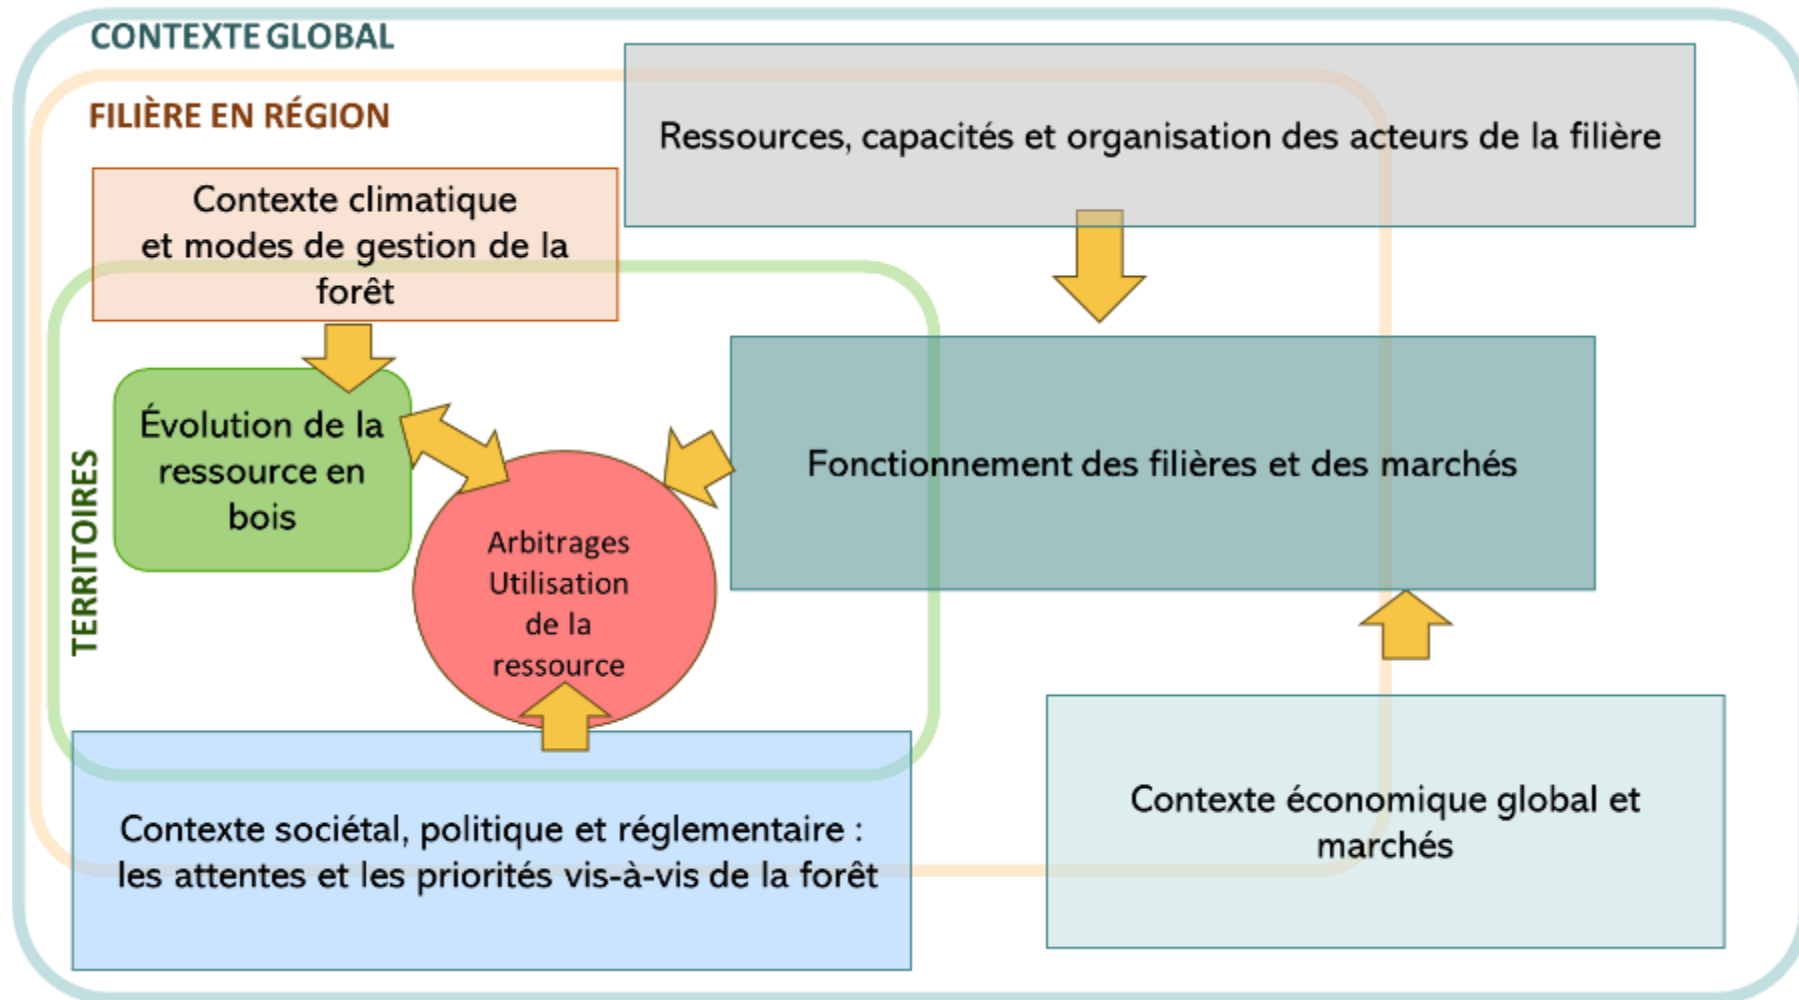 CONTEXTE GLOBAL
FILIÈRE EN RÉGION
Ressources, capacités et organisation des acteurs de la filière
Contexte climatique
et modes de gestion de la
forêt
TERRITOIRES
Évolution de la
ressource en
bois
Fonctionnement des filières et des marchés
Arbitrages
Utilisation
de la
ressource
Contexte sociétal, politique et réglementaire :
les attentes et les priorités vis-à-vis de la forêt
Contexte économique global et
marchés